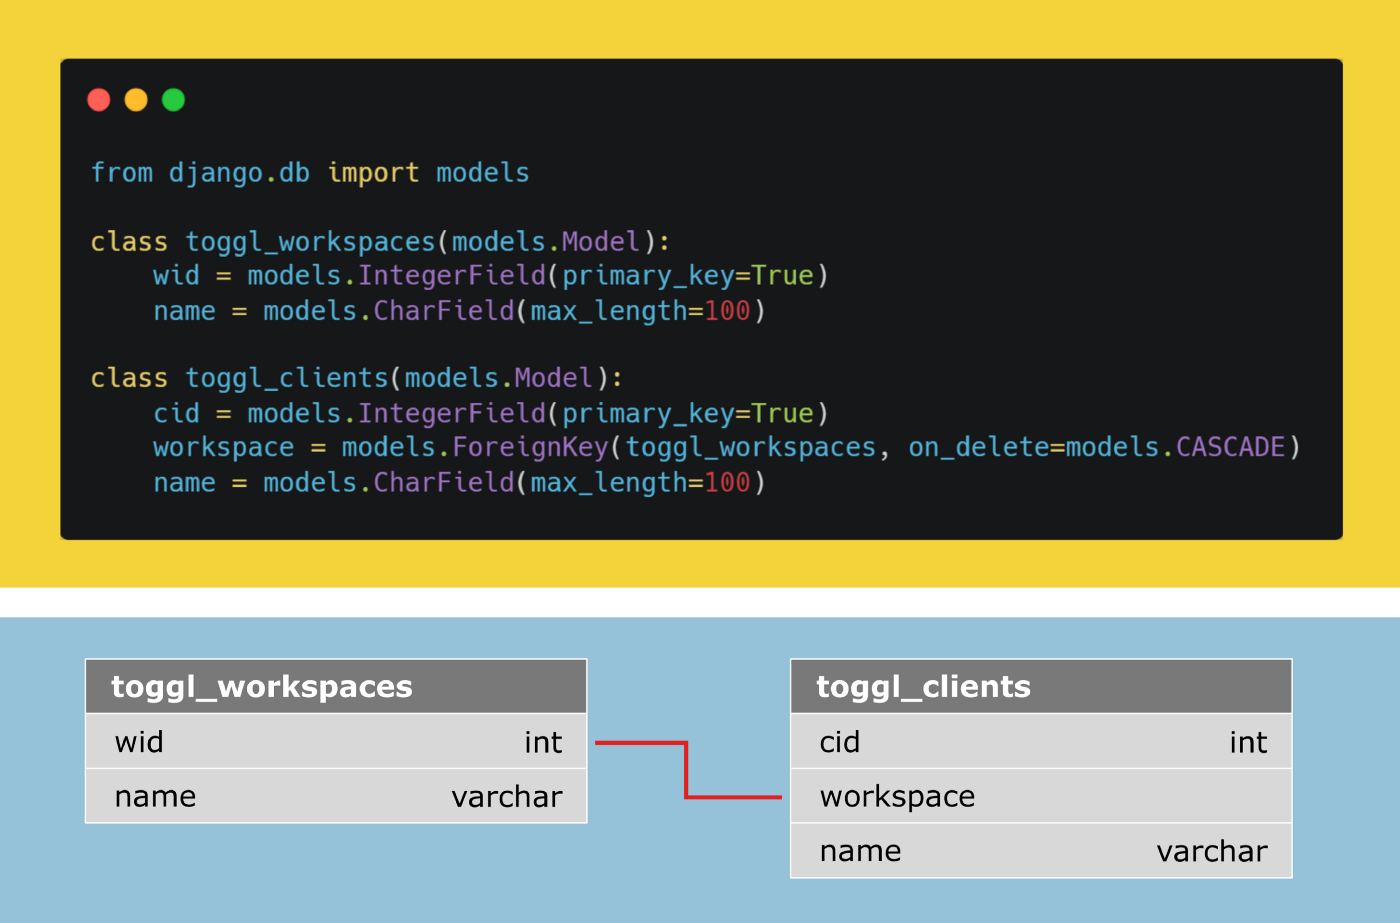 from django.db import models

class toggl_workspaces(models.Model):
    wid = models.IntegerField(primary_key=True)
    name = models.CharField(max_length=100)

class toggl_clients(models.Model):
    cid = models.IntegerField(primary_key=True)
    workspace = models.ForeignKey(toggl_workspaces, on_delete=models.CASCADE)
    name = models.CharField(max_length=100)

toggl_workspaces
wid int
name varchar

toggl_clients
cid int
workspace
name varchar